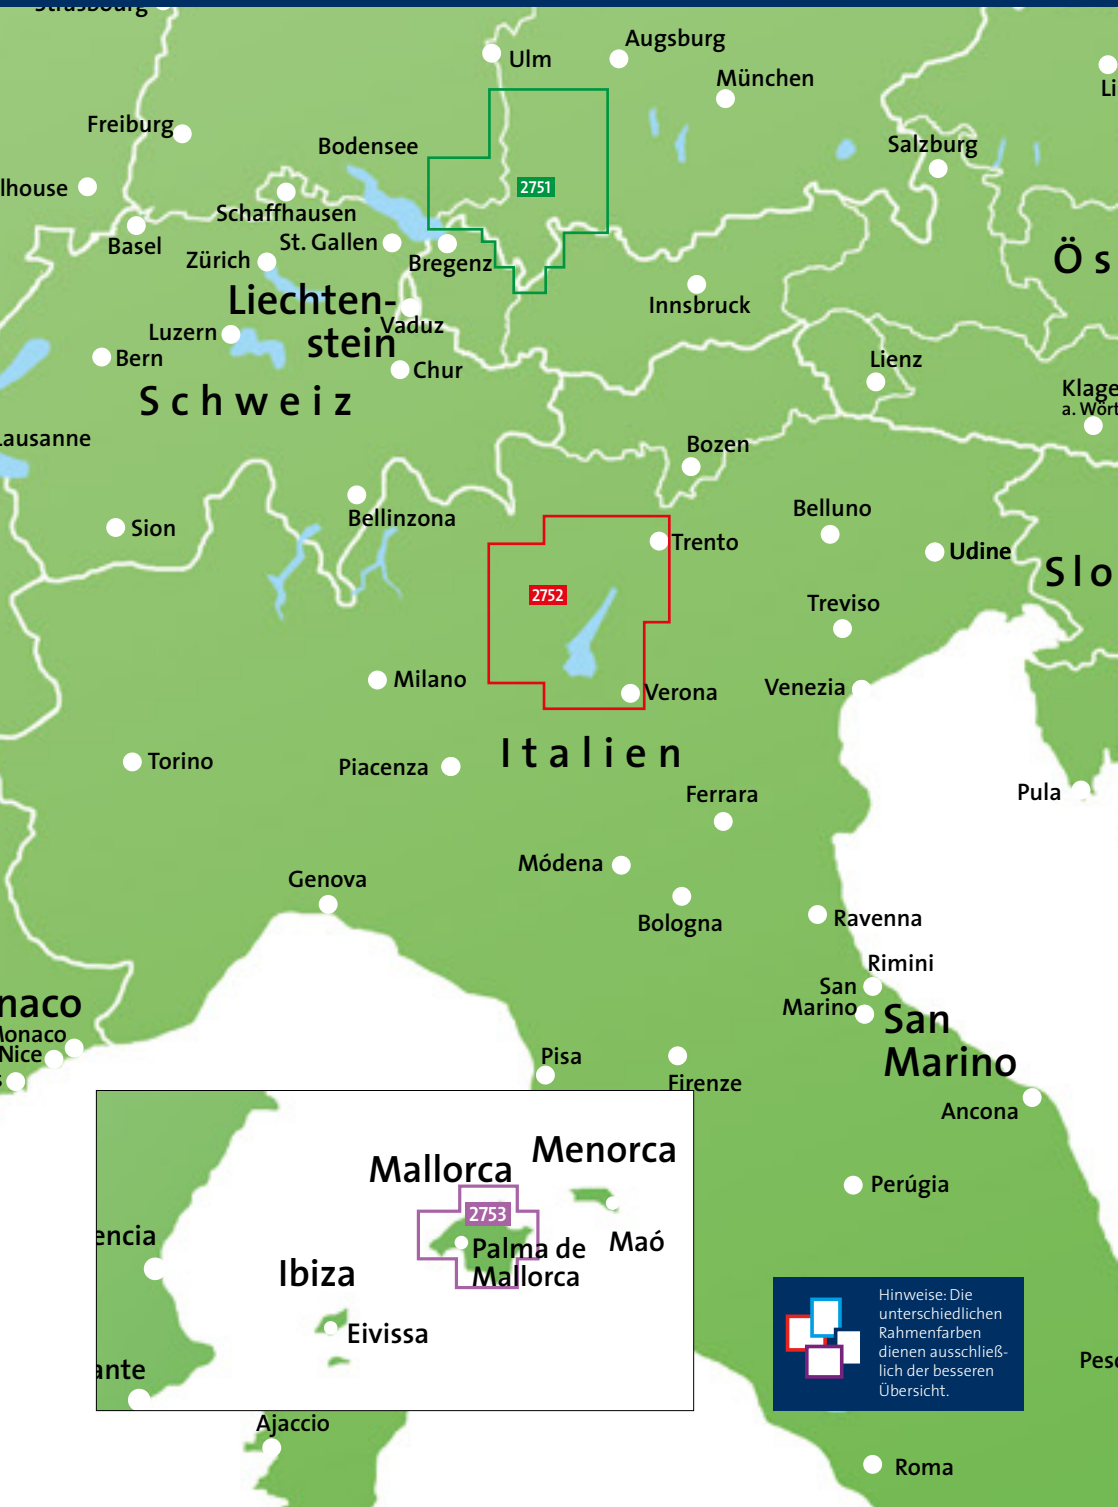 Strasbourg
Augsburg
Ulm
München
Li
Freiburg
Bodensee
Salzburg
lhouse
2751
Schaffhausen
Basel
St. Gallen
Zürich
Bregenz
Ös
Liechten-
stein
Innsbruck
Vaduz
Luzern
Bern
Lienz
Chur
Klage
a. Wört
Schweiz
Lausanne
Bozen
Belluno
Bellinzona
Sion
Trento
Udine
Slo
2752
Treviso
Milano
Verona
Venezia
Italien
Torino
Piacenza
Ferrara
Pula
Módena
Genova
Bologna
Ravenna
Rimini
San
Marino
naco
San
Marino
Monaco
Nice
s
Pisa
Firenze
Ancona
Menorca
Mallorca
Perúgia
2753
encia
Maó
Palma de
Mallorca
Ibiza
Eivissa
Hinweise: Die
unterschiedlichen
Rahmenfarben
dienen ausschließ-
lich der besseren
Übersicht.
Pesc
ante
Ajaccio
Roma